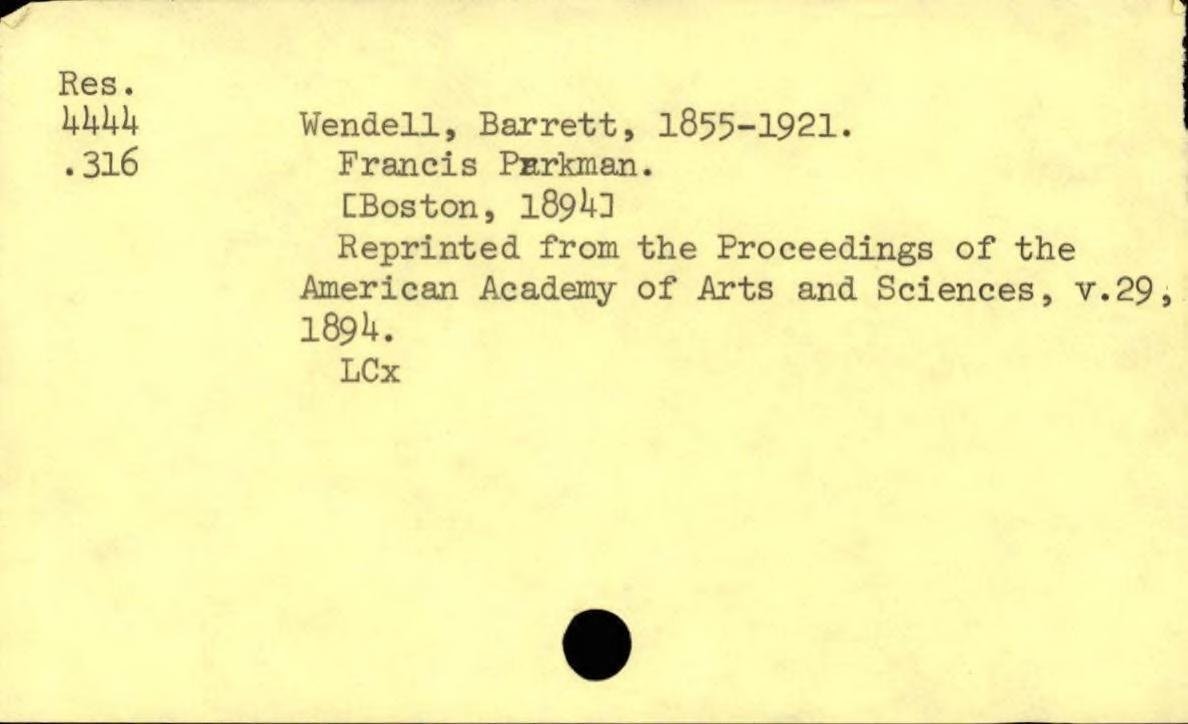 Res.
4444
.316
Wendell, Barrett, 1855-1921.
Francis Parkman.
[Boston, 1894]
Reprinted from the Proceedings of the
American Academy of Arts and Sciences, v.29,
1894.
LCx